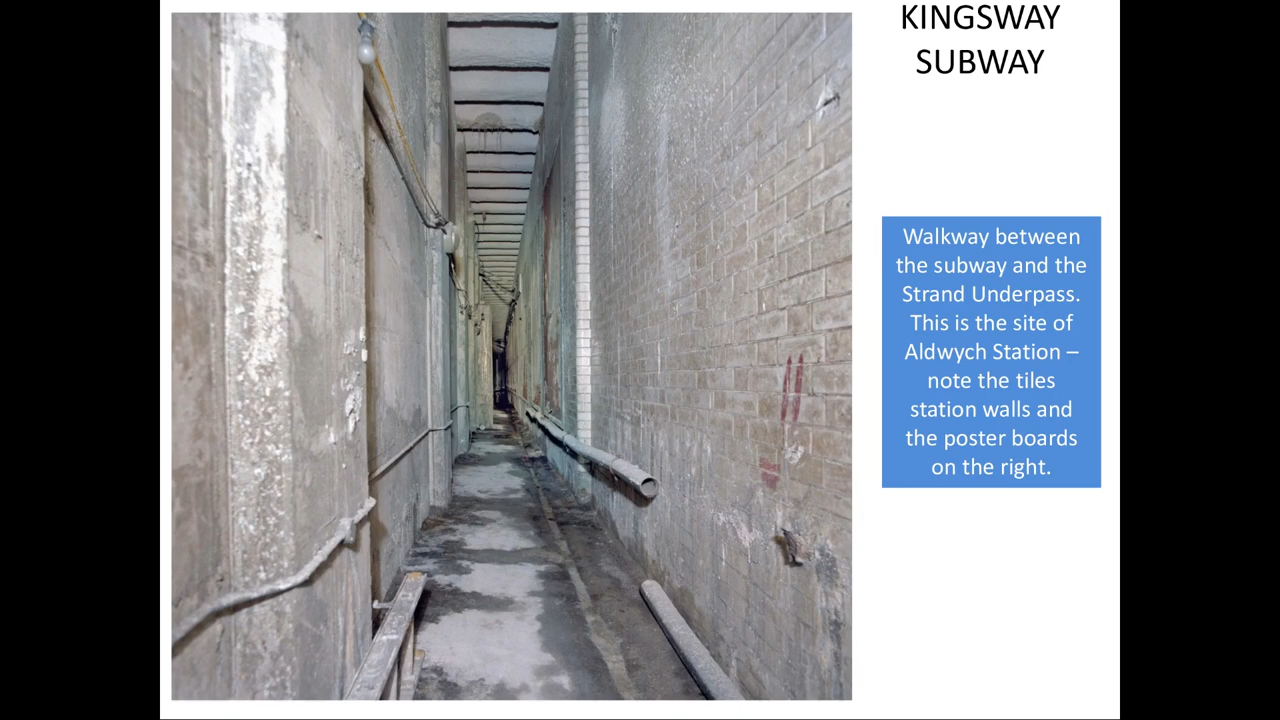 KINGSWAY
SUBWAY
Walkway between
the subway and the
Strand Underpass.
This is the site of
Aldwych Station –
note the tiles
station walls and
the poster boards
on the right.